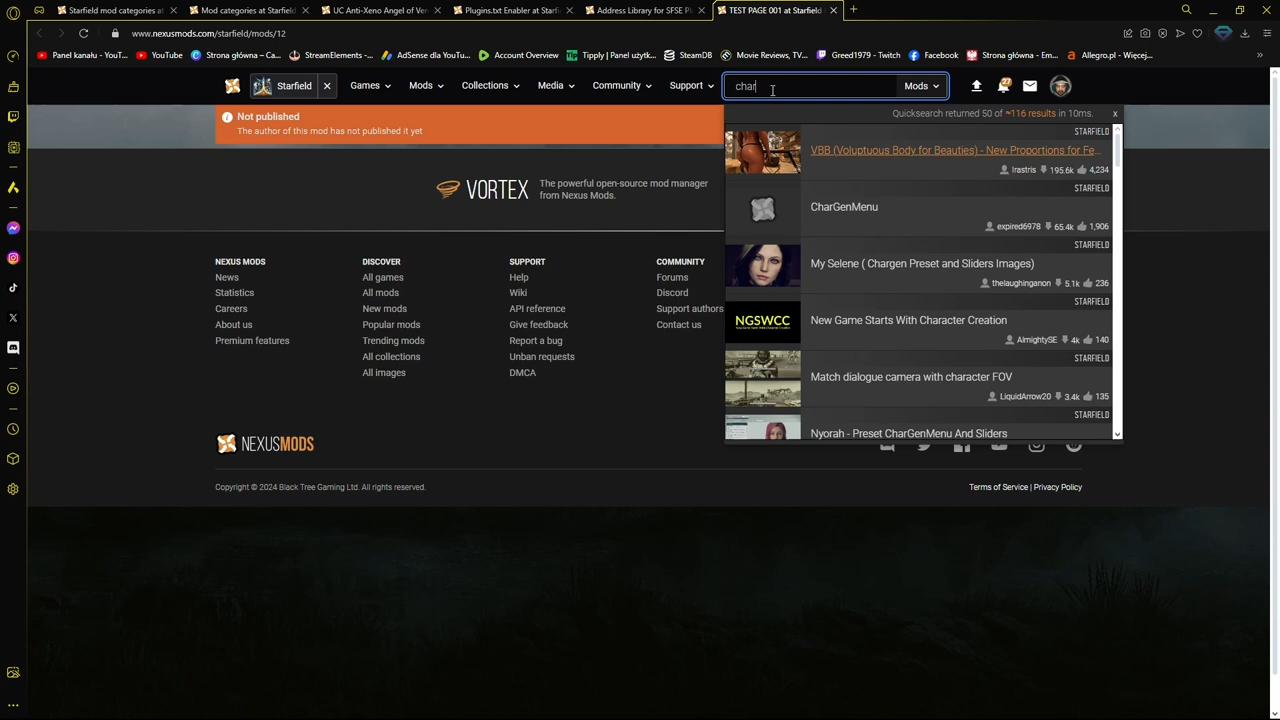 Starfield mod categories at
Mod categories at Starfield
UC Anti-Xeno Angel of Ver
Plugins.txt Enabler at Starfi
Address Library for SFSE Pl
TEST PAGE 001 at Starfield
www.nexusmods.com/starfield/mods/12
Panel kanału - YouT...
YouTube
StreamElements -...
AdSense dla YouTu...
Account Overview
Tipply | Panel użytk...
SteamDB
Movie Reviews, TV...
Greed1979 - Twitch
Facebook
Strona główna - Em...
Allegro.pl - Więcej...
Starfield
Games
Mods
Collections
Media
Community
Support
char
Mods
27
Not published
The author of this mod has not published it yet
Quicksearch returned 50 of ~116 results in 10ms.
x
STARFIELD
VBB (Voluptuous Body for Beauties) - New Proportions for Fe...
Irastris 195.6k 4,234
STARFIELD
CharGenMenu
expired6978 65.4k 1,906
STARFIELD
My Selene ( Chargen Preset and Sliders Images)
thelaughinganon 5.1k 236
STARFIELD
NGSWCC
New Game Starts With Character Creation
AlmightySE 4k 140
STARFIELD
Match dialogue camera with character FOV
LiquidArrow20 3.4k 135
STARFIELD
Nyorah - Preset CharGenMenu And Sliders
VORTEX
The powerful open-source mod manager
from Nexus Mods.
NEXUS MODS
News
Statistics
Careers
About us
Premium features
DISCOVER
All games
All mods
New mods
Popular mods
Trending mods
All collections
All images
SUPPORT
Help
Wiki
API reference
Give feedback
Report a bug
Unban requests
DMCA
COMMUNITY
Forums
Discord
Support authors
Contact us
NEXUSMODS
Copyright © 2024 Black Tree Gaming Ltd. All rights reserved.
Terms of Service | Privacy Policy